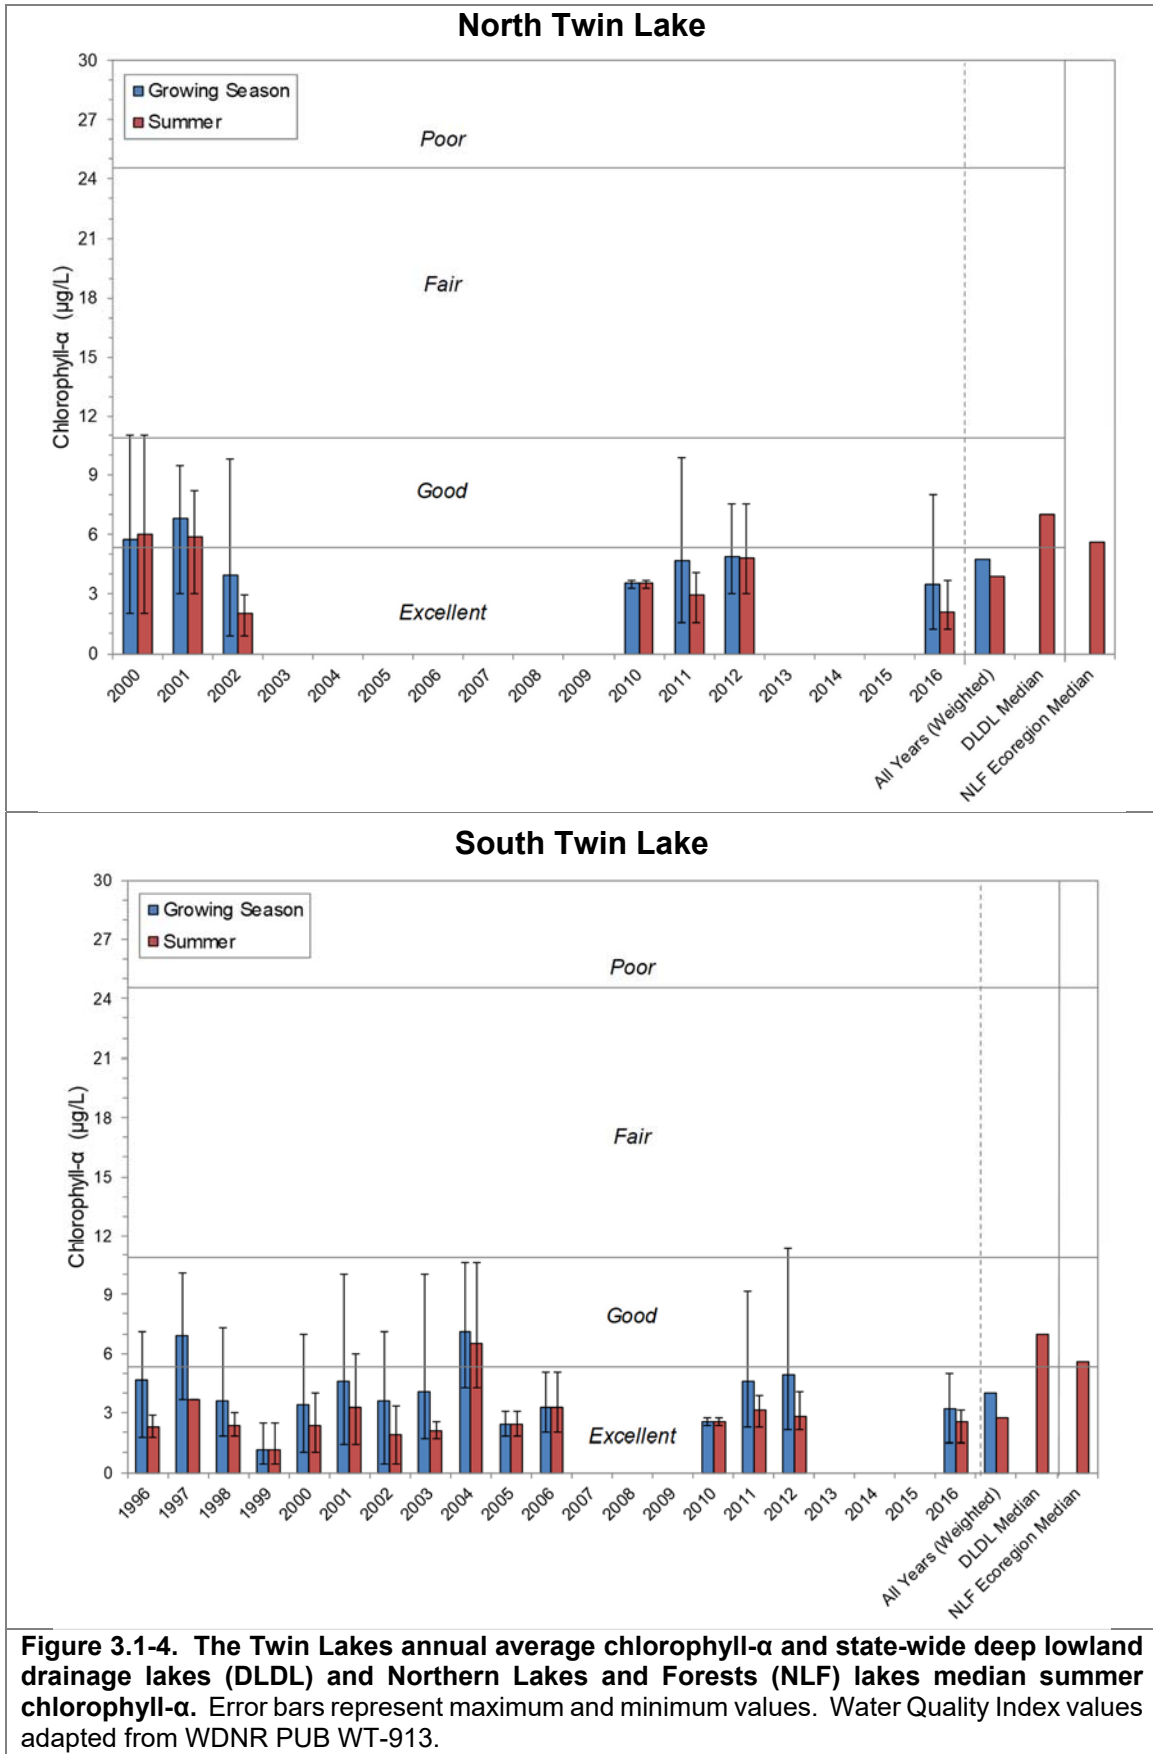 North Twin Lake
30
27
24
21
18
15
12
9
6
3
0
Chlorophyll-α (µg/L)
Growing Season
Summer
Poor
Fair
Good
Excellent
2000
2001
2002
2003
2004
2005
2006
2007
2008
2009
2010
2011
2012
2013
2014
2015
2016
All Years (Weighted)
DLDL Median
NLF Ecoregion Median
South Twin Lake
30
27
24
21
18
15
12
9
6
3
0
Chlorophyll-α (µg/L)
Growing Season
Summer
Poor
Fair
Good
Excellent
1996
1997
1998
1999
2000
2001
2002
2003
2004
2005
2006
2007
2008
2009
2010
2011
2012
2013
2014
2015
2016
All Years (Weighted)
DLDL Median
NLF Ecoregion Median
Figure 3.1-4. The Twin Lakes annual average chlorophyll-α and state-wide deep lowland
drainage lakes (DLDL) and Northern Lakes and Forests (NLF) lakes median summer
chlorophyll-α. Error bars represent maximum and minimum values. Water Quality Index values
adapted from WDNR PUB WT-913.